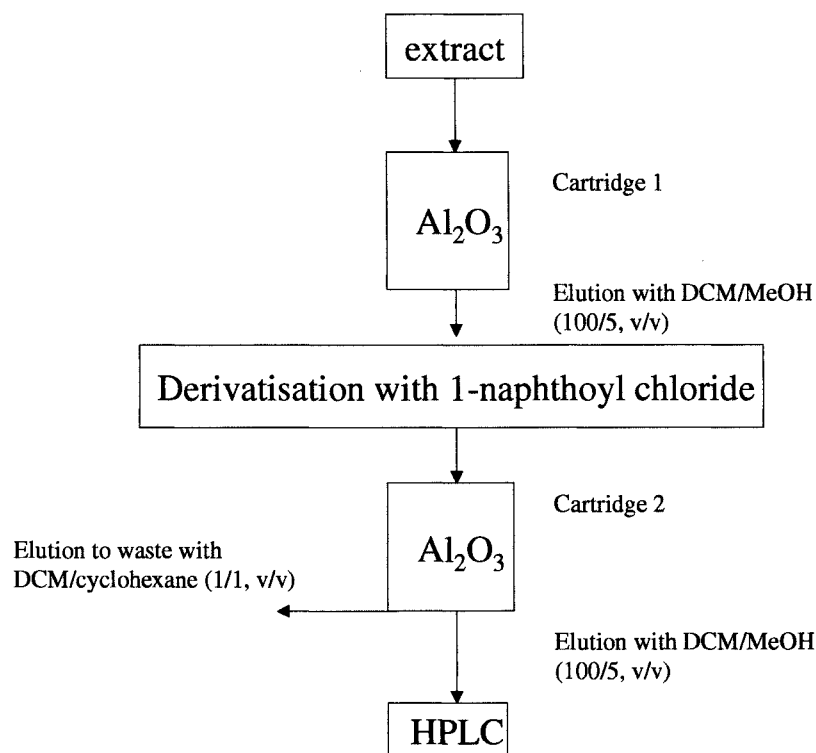 extract
Cartridge 1
Al₂O₃
Elution with DCM/MeOH
(100/5, v/v)
Derivatisation with 1-naphthoyl chloride
Cartridge 2
Al₂O₃
Elution to waste with
DCM/cyclohexane (1/1, v/v)
Elution with DCM/MeOH
(100/5, v/v)
HPLC